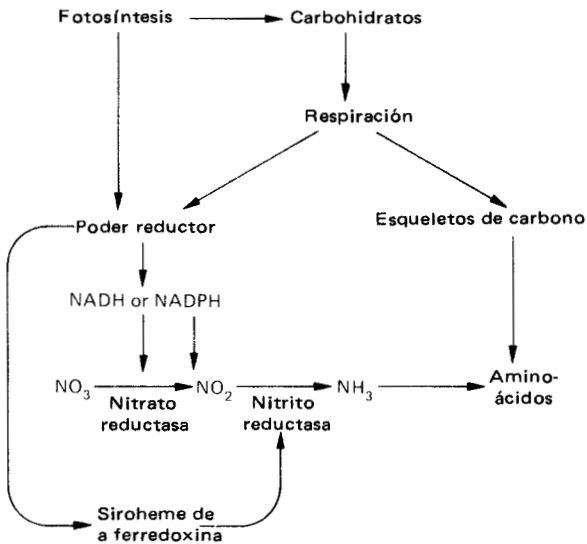 Fotosíntesis Carbohidratos
Respiración
Poder reductor Esqueletos de carbono
NADH or NADPH
NO3 NO2 NH3 Amino-
ácidos
Nitrato Nitrito
reductasa reductasa
Siroheme de
a ferredoxina